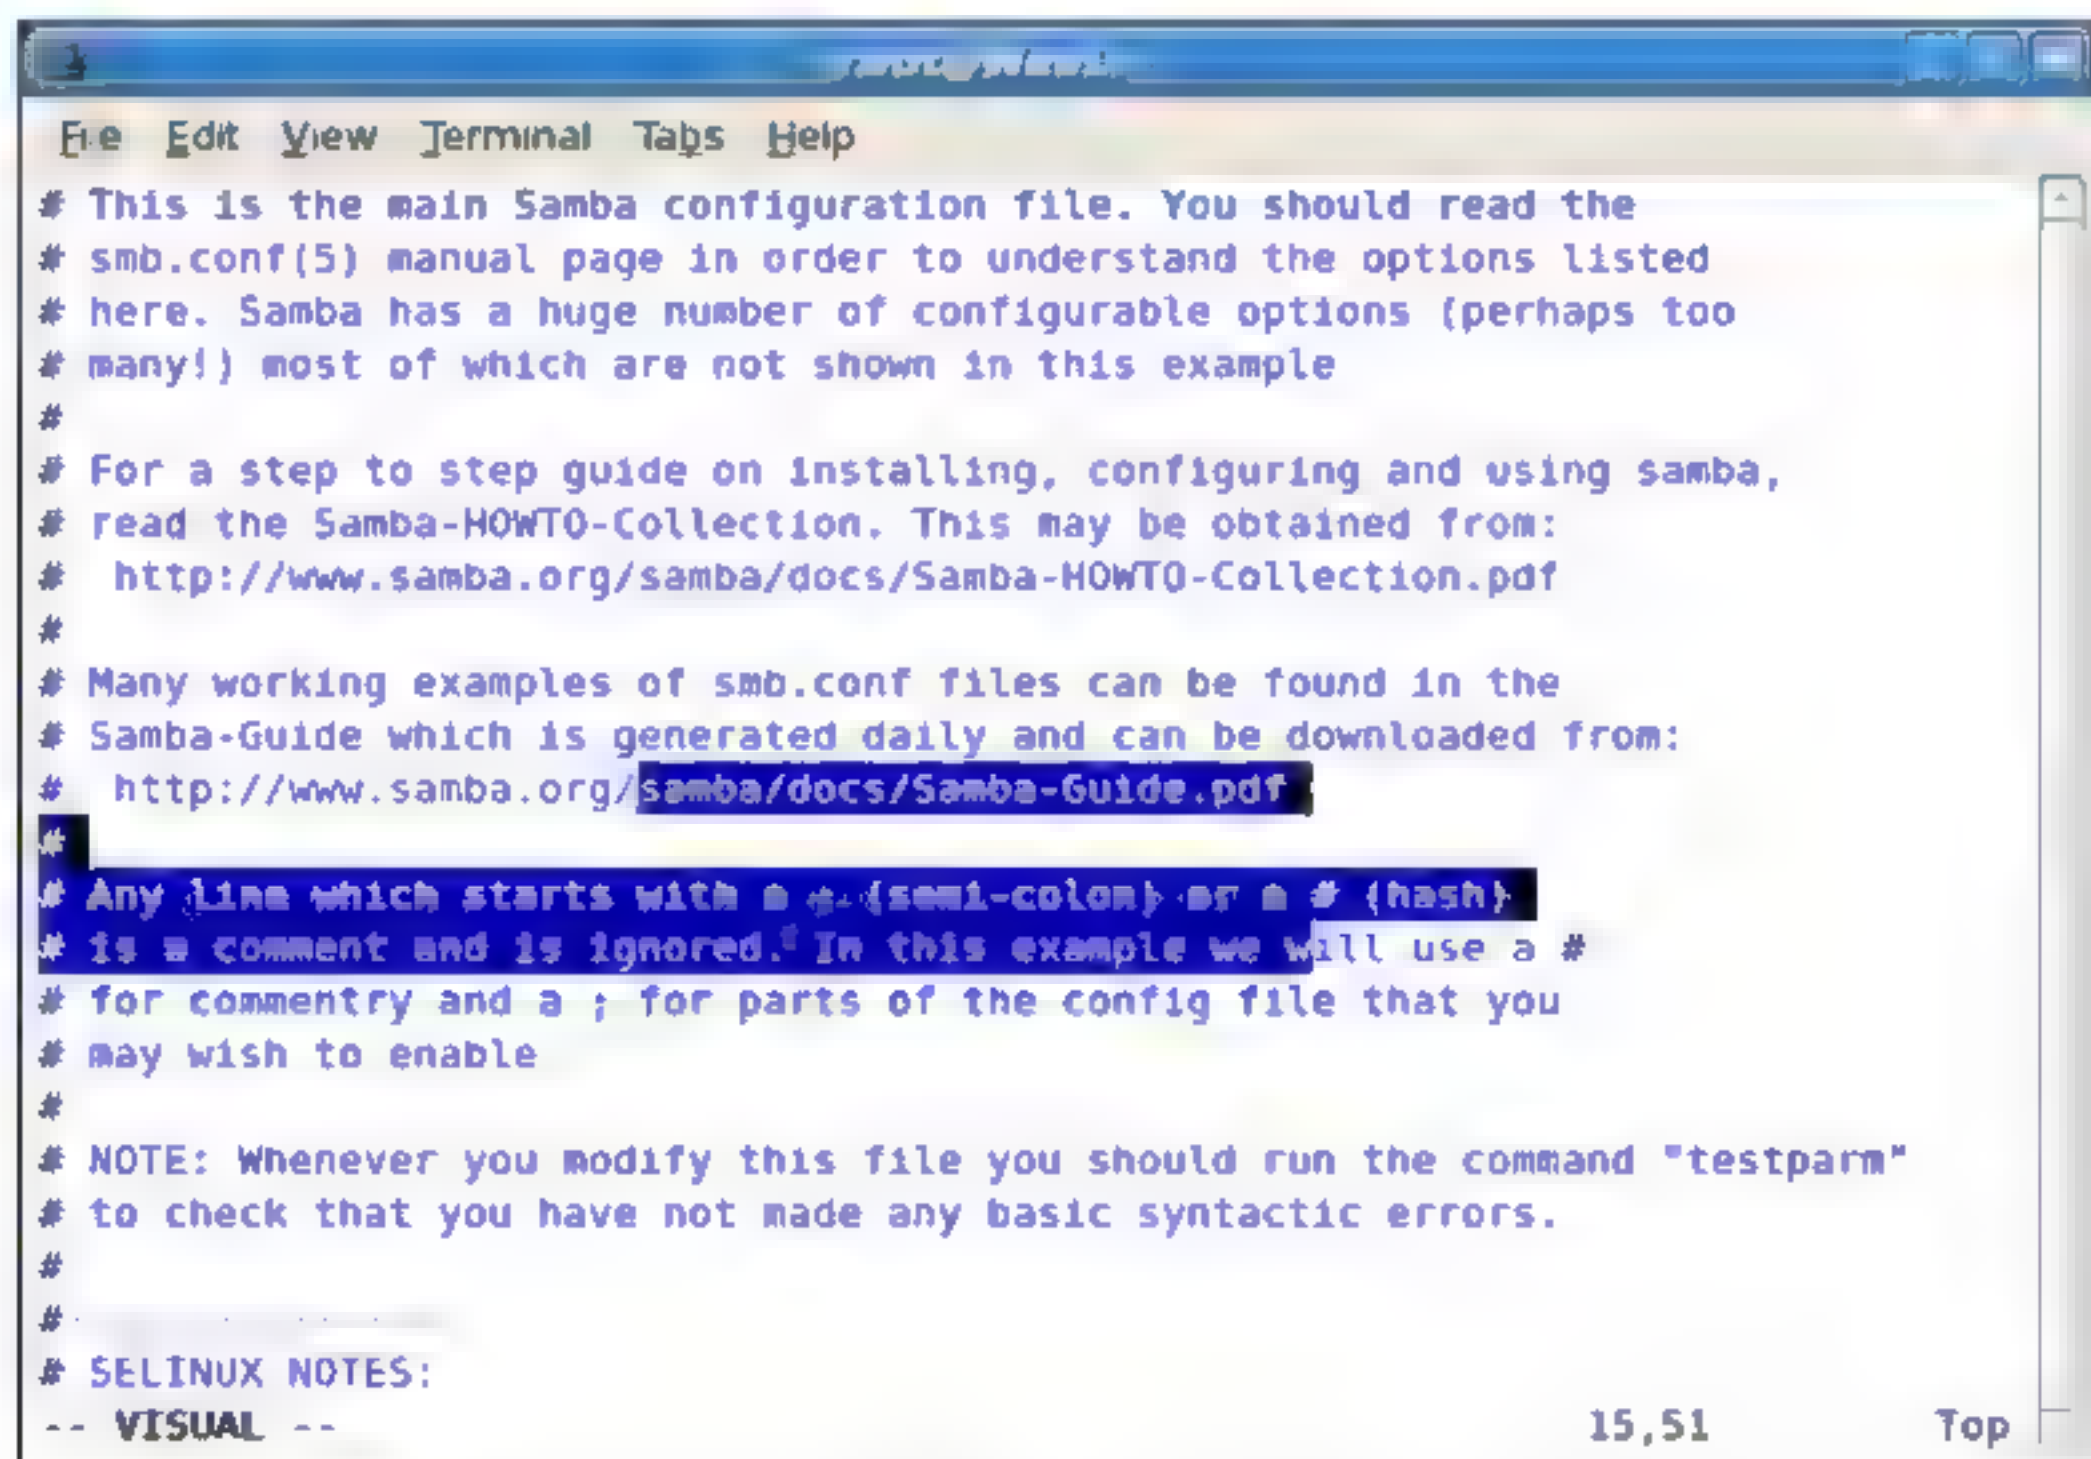 File Edit View Terminal Tabs Help
# This is the main Samba configuration file. You should read the
# smb.conf(5) manual page in order to understand the options listed
# here. Samba has a huge number of configurable options (perhaps too
# many!) most of which are not shown in this example
#
# For a step to step guide on installing, configuring and using samba,
# read the Samba-HOWTO-Collection. This may be obtained from:
#  http://www.samba.org/samba/docs/Samba-HOWTO-Collection.pdf
#
# Many working examples of smb.conf files can be found in the
# Samba-Guide which is generated daily and can be downloaded from:
#  http://www.samba.org/samba/docs/Samba-Guide.pdf
#
# Any line which starts with a ; (semi-colon) or a # (hash)
# is a comment and is ignored. In this example we will use a #
# for commentry and a ; for parts of the config file that you
# may wish to enable
#
# NOTE: Whenever you modify this file you should run the command "testparm"
# to check that you have not made any basic syntactic errors.
#
#
# SELINUX NOTES:
-- VISUAL -- 15,51 Top